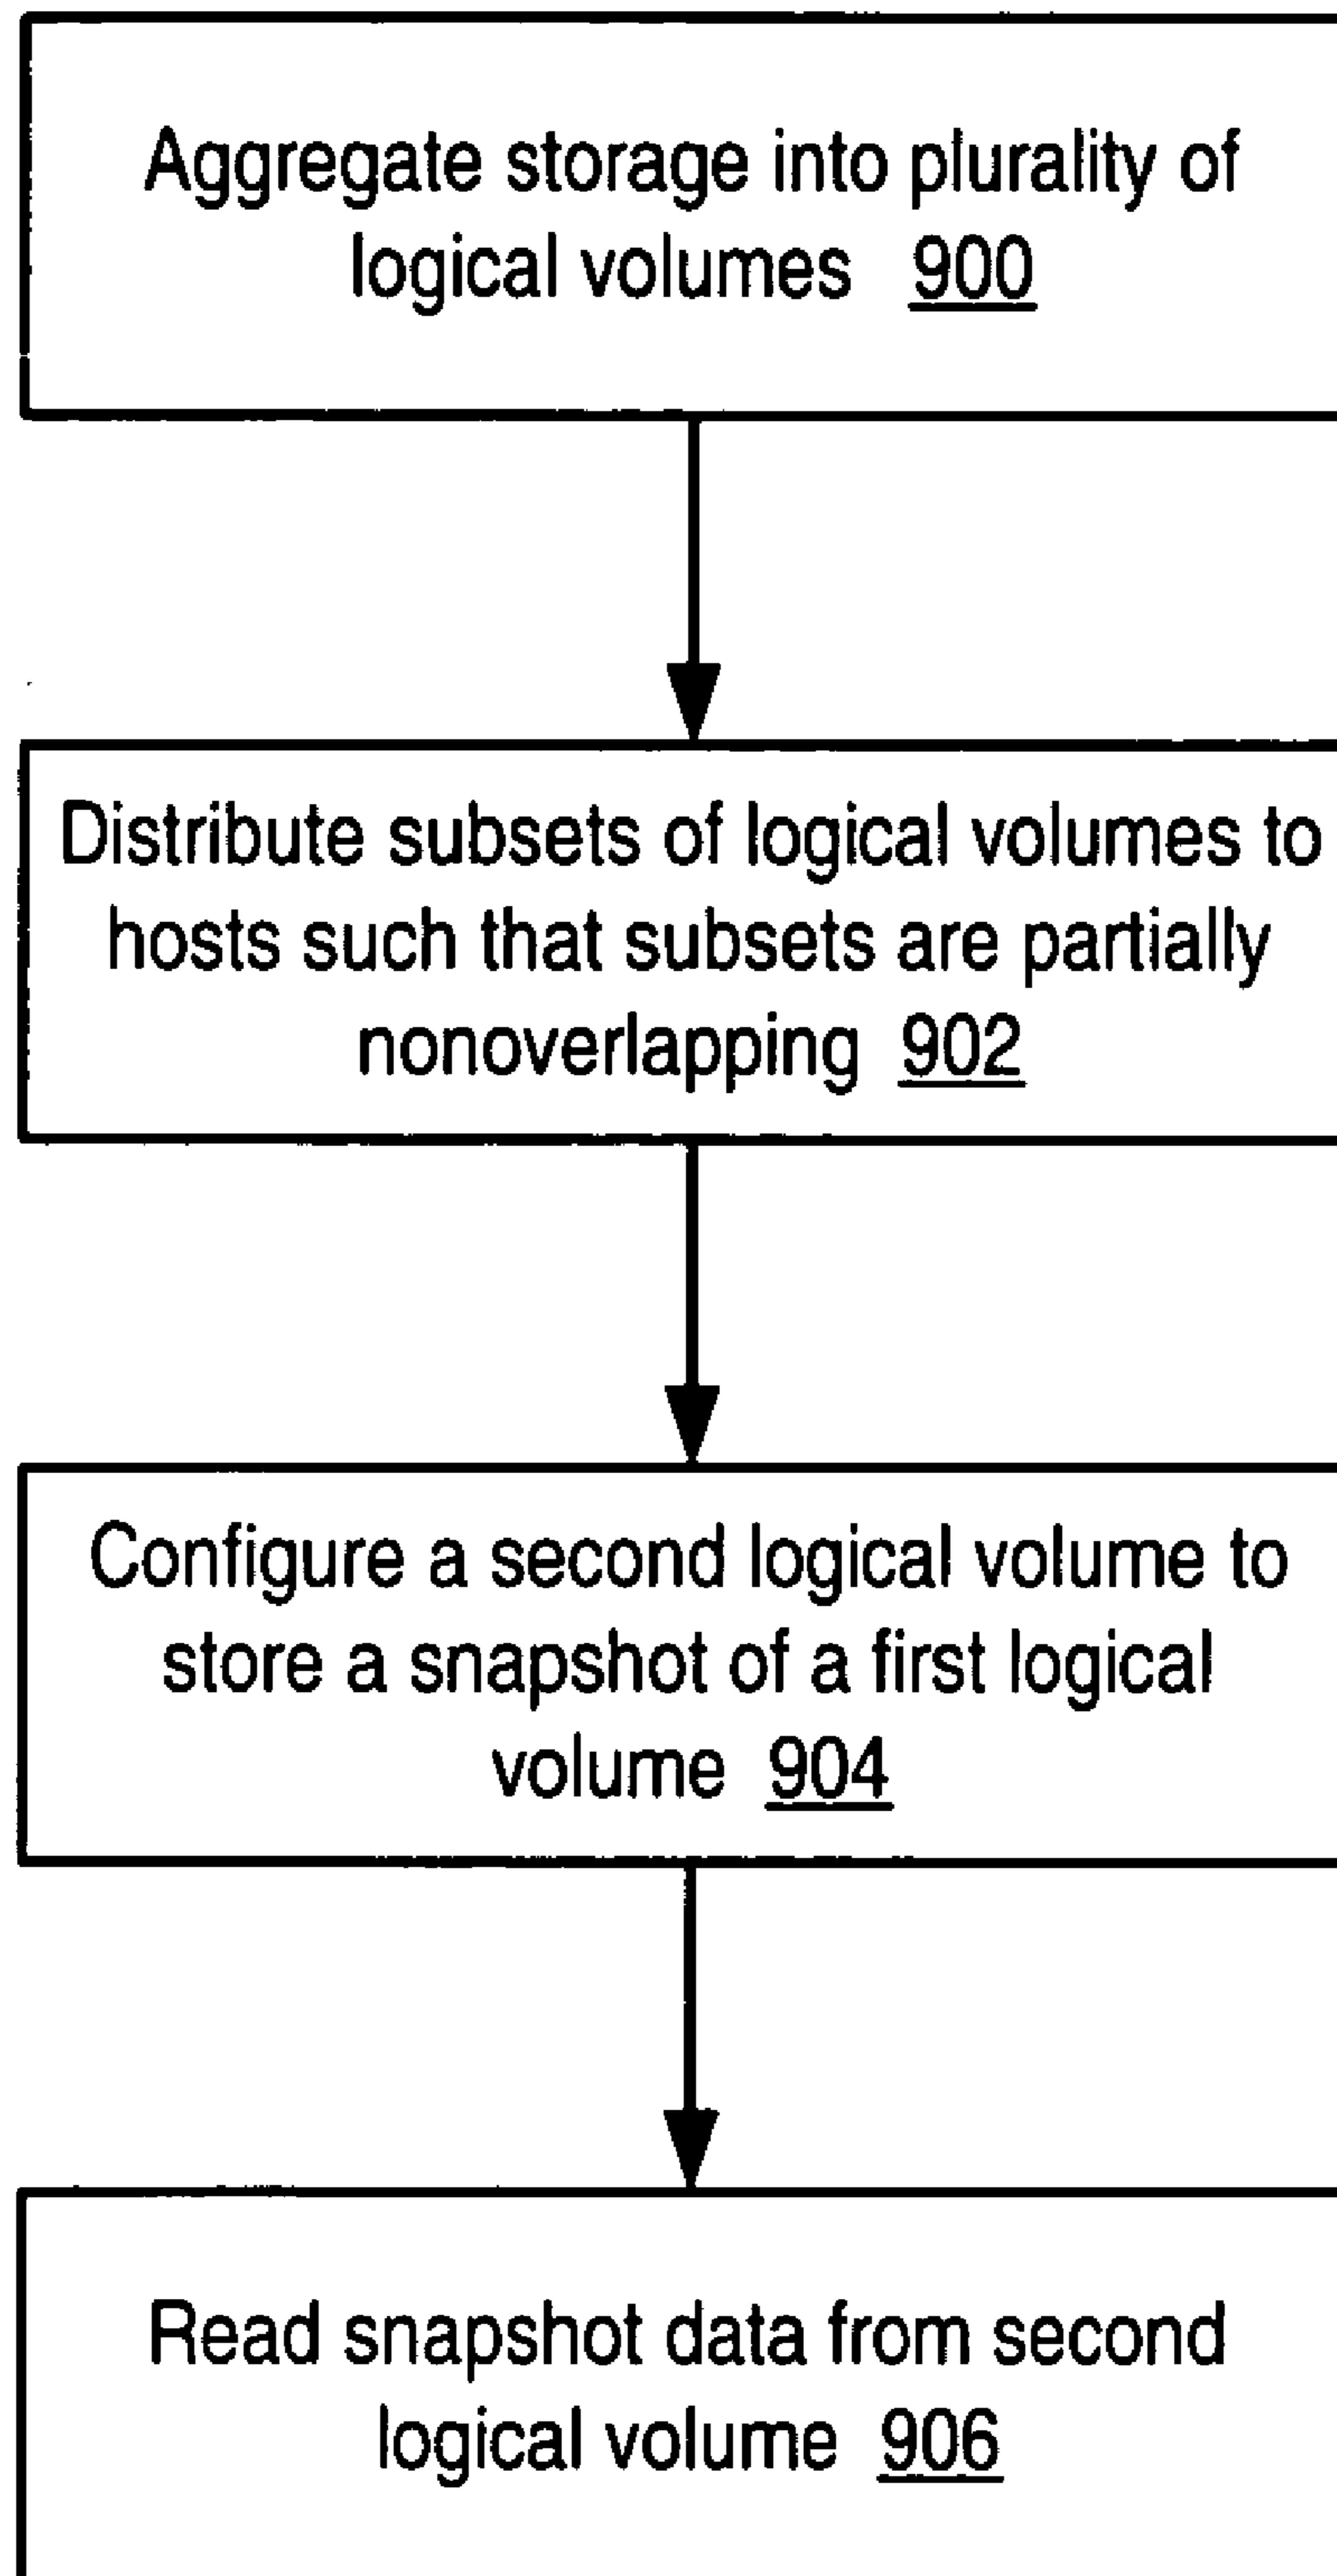 Aggregate storage into plurality of
logical volumes 900
Distribute subsets of logical volumes to
hosts such that subsets are partially
nonoverlapping 902
Configure a second logical volume to
store a snapshot of a first logical
volume 904
Read snapshot data from second
logical volume 906